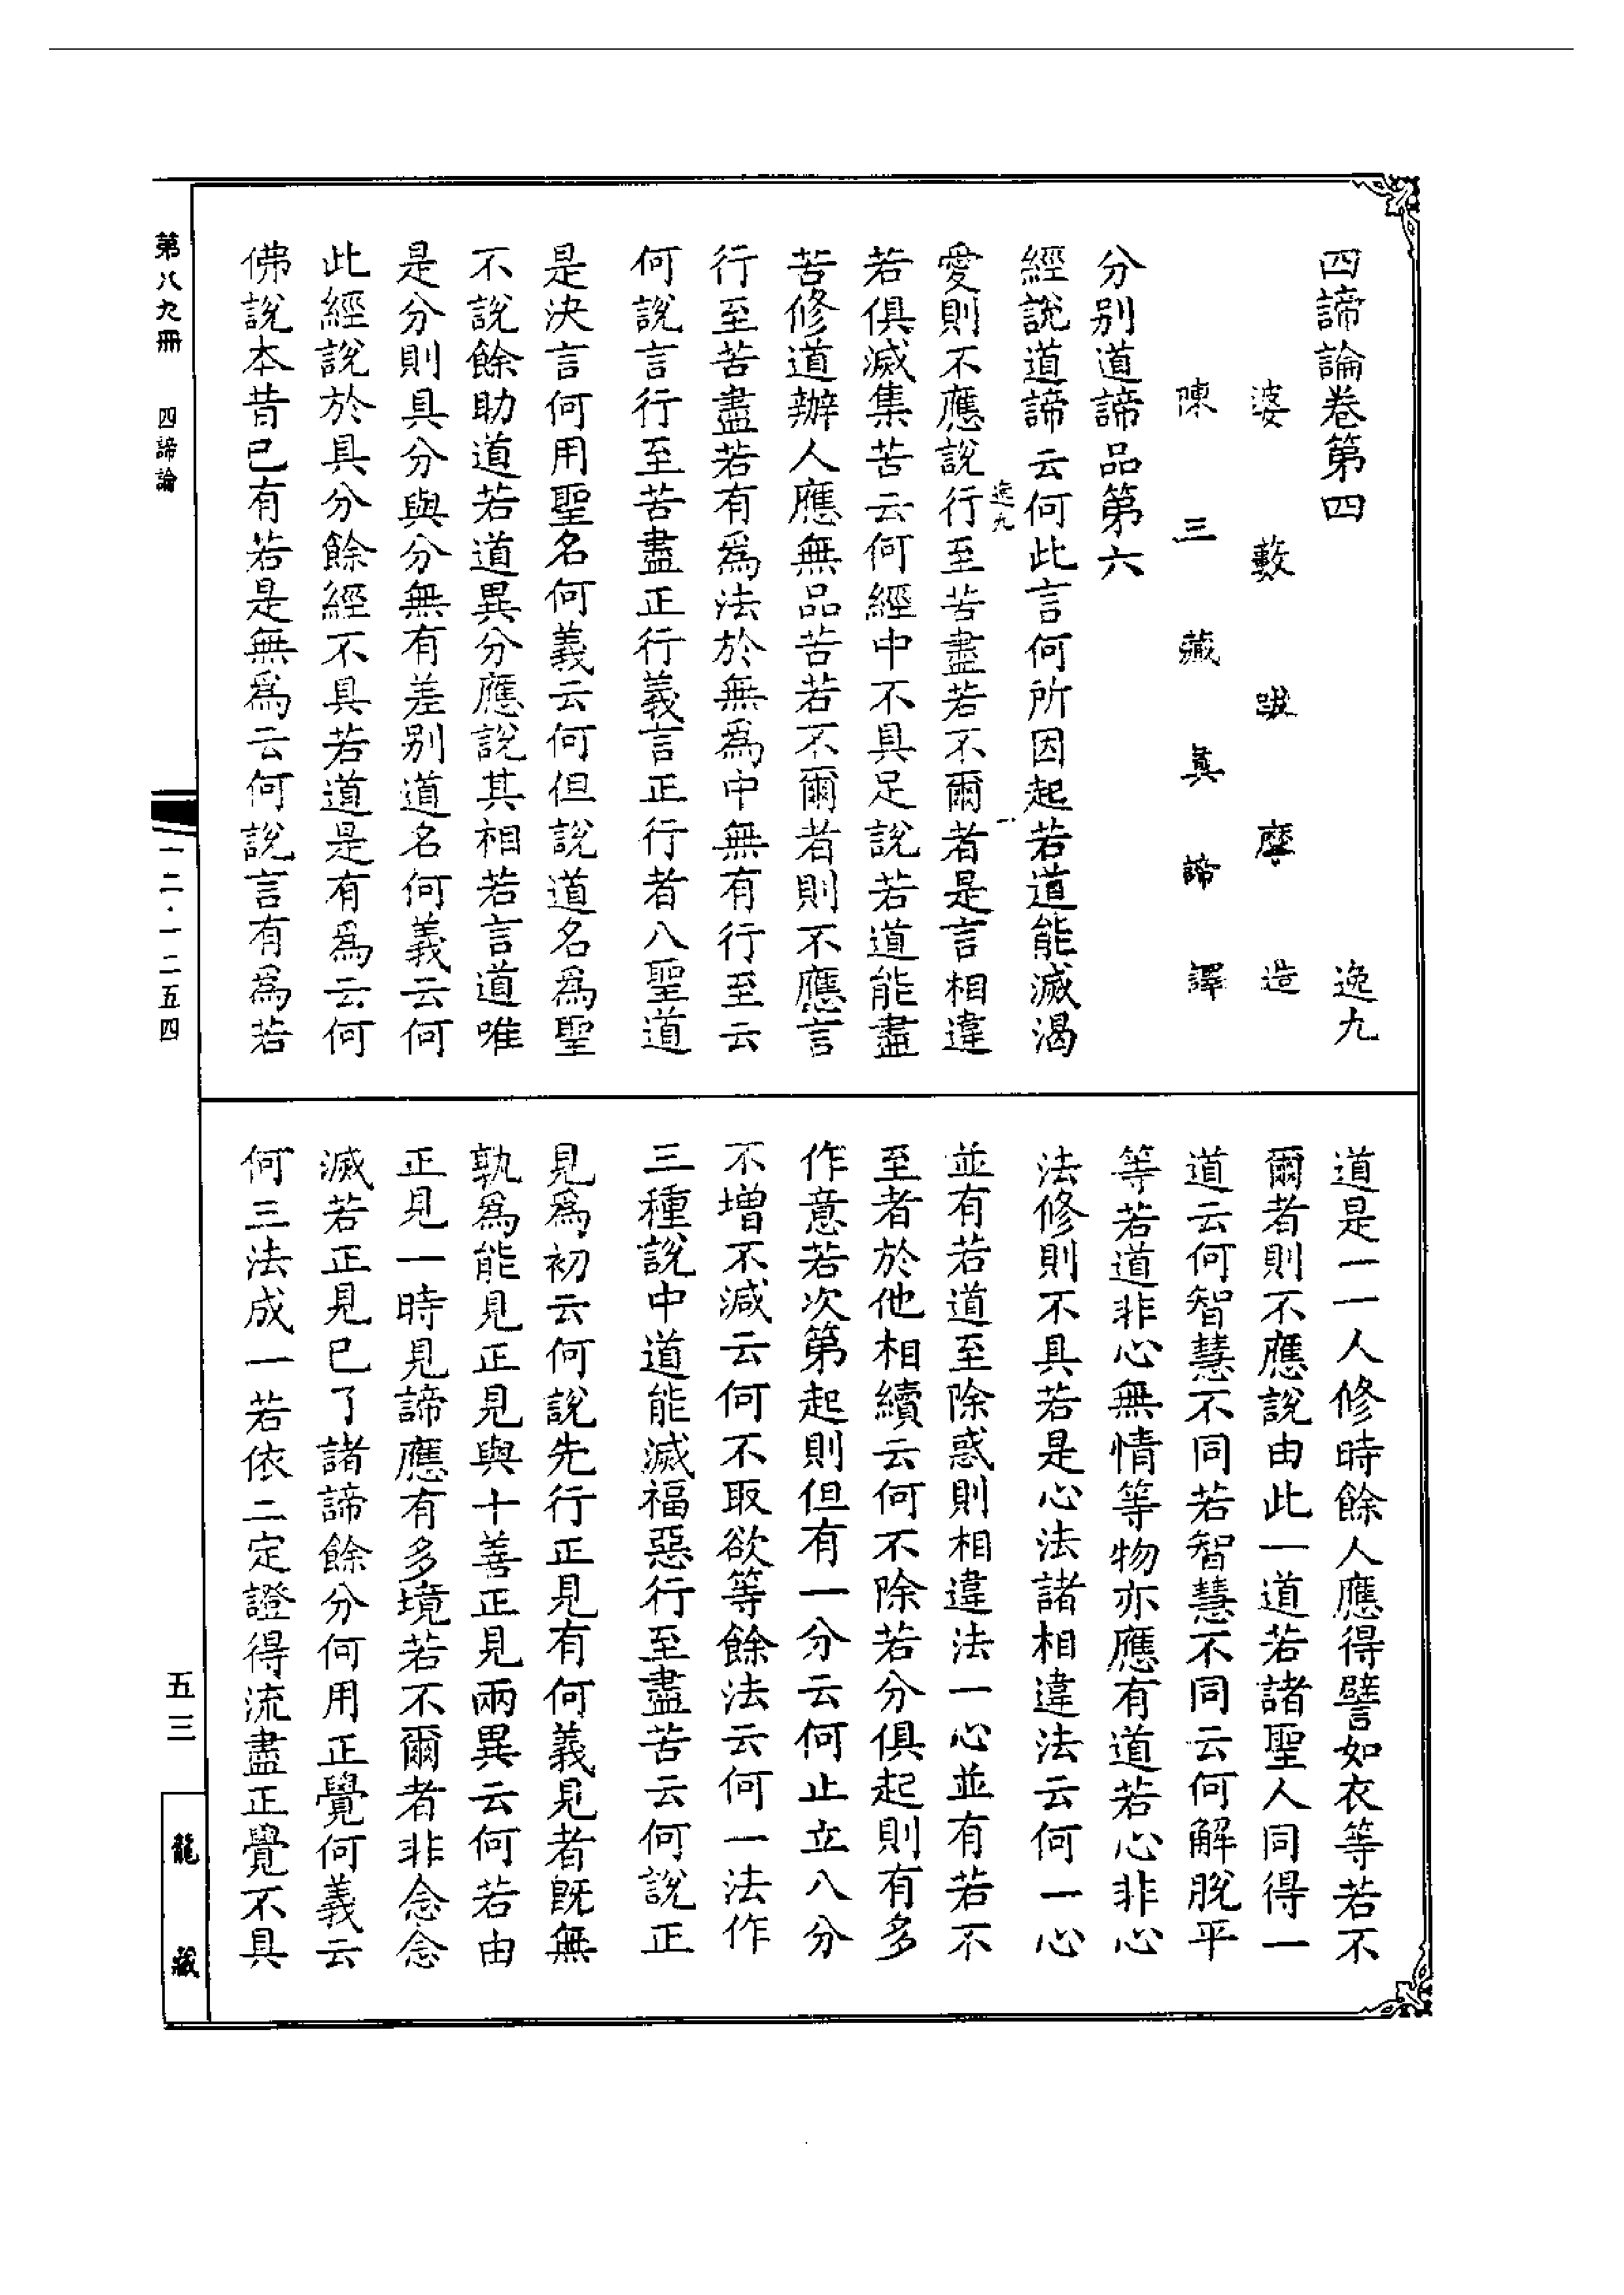 四諦論卷第四　逸九
婆藪跋摩造
陳三藏眞諦譯
分別道諦品第六
經說道諦云何此言何所因起若道能滅渴
愛則不應說行至苦盡若不爾者是言相違
逸九　一
若俱滅集苦云何經中不具足說若道能盡
苦修道辦人應無品苦若不爾者則不應言
行至苦盡若有爲法於無爲中無有行至云
何說言行至苦盡正行義言正行者八聖道
是決言何用聖名何義云何但說道名爲聖
不說餘助道若道異分應說其相若言道唯
是分則具分與分無有差別道名何義云何
此經說於具分餘經不具若道是有爲云何
佛說本昔已有若是無爲云何說言有爲若
道是一一人修時餘人應得譬如衣等若不
爾者則不應說由此一道若諸聖人同得一
道云何智慧不同若智慧不同云何解脫平
等若道非心無情等物亦應有道若心非心
法修則不具若是心法諸相違法云何一心
並有若道至除惑則相違法一心並有若不
至者於他相續云何不除若分俱起則有多
作意若次第起則但有一分云何止立八分
不增不減云何不取欲等餘法云何一法作
三種說中道能滅福惡行至盡苦云何說正
見爲初云何說先行正見有何義見者既無
孰爲能見正見與十善正見兩異云何若由
正見一時見諦應有多境若不爾者非念念
滅若正見已了諸諦餘分何用正覺何義云
何三法成一若依二定證得流盡正覺不具
第八九冊　四諦論
一二·一二五四
五三
龍藏